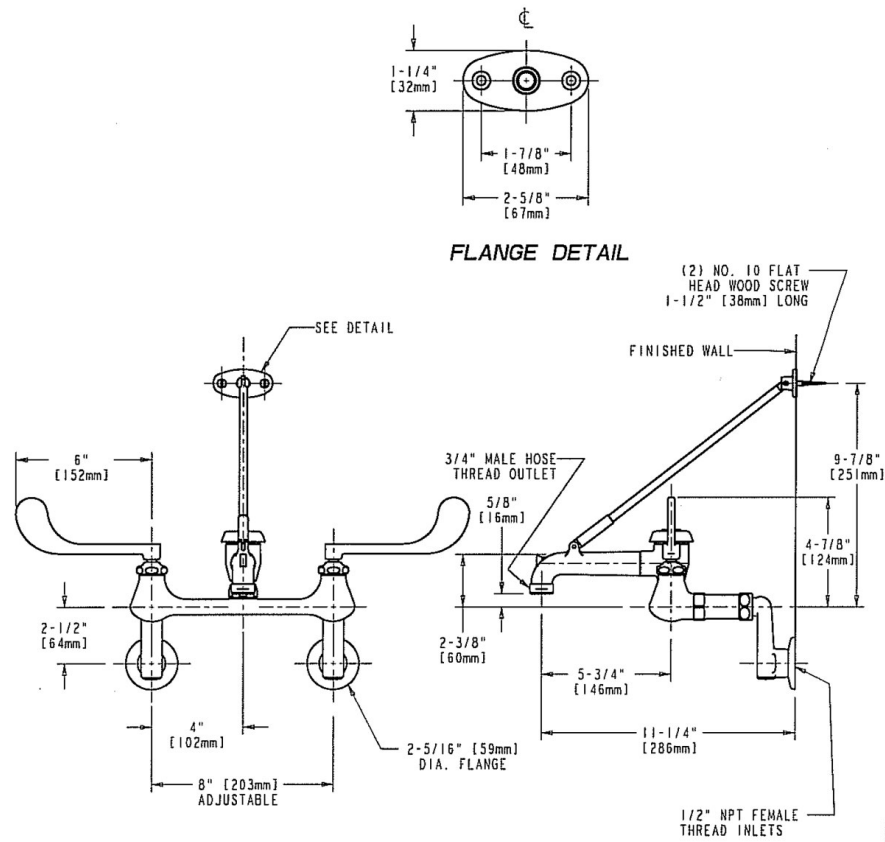 ℄
1-1/4"
[32mm]
1-7/8"
[48mm]
2-5/8"
[67mm]
FLANGE DETAIL
(2) NO. 10 FLAT
HEAD WOOD SCREW
1-1/2" [38mm] LONG
SEE DETAIL
FINISHED WALL
6"
[152mm]
3/4" MALE HOSE
THREAD OUTLET
5/8"
[16mm]
9-7/8"
[251mm]
4-7/8"
[124mm]
2-1/2"
[64mm]
2-3/8"
[60mm]
5-3/4"
[146mm]
4"
[102mm]
11-1/4"
[286mm]
2-5/16" [59mm]
DIA. FLANGE
8" [203mm]
ADJUSTABLE
1/2" NPT FEMALE
THREAD INLETS